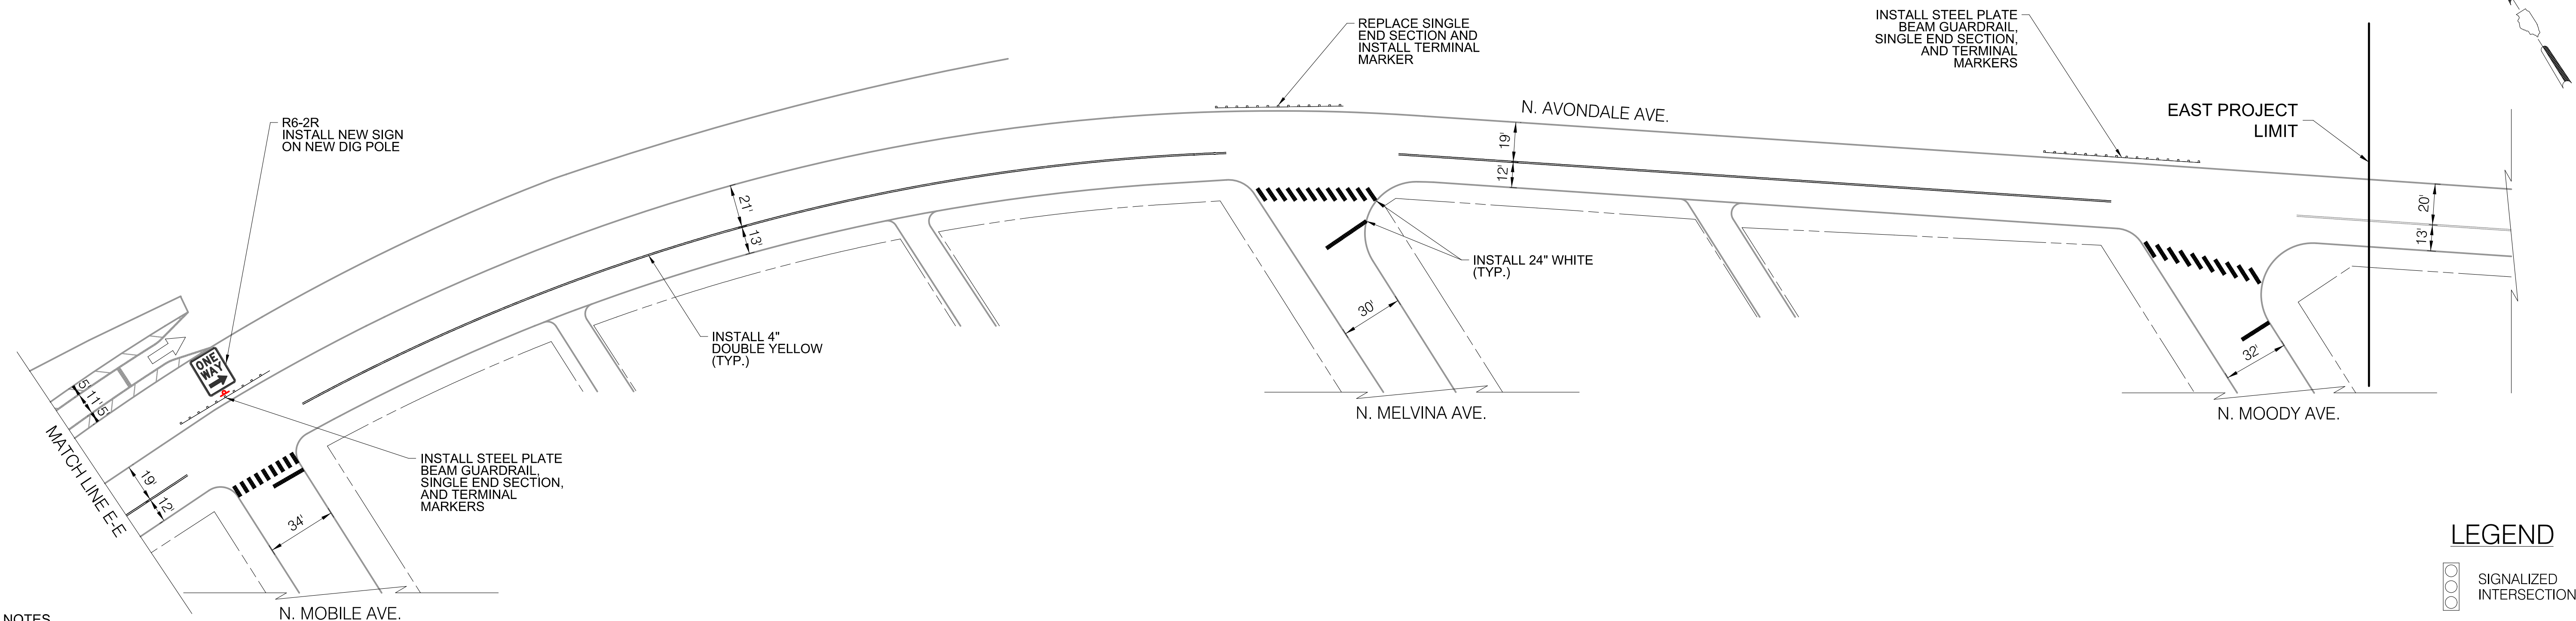 REPLACE SINGLE
END SECTION AND
INSTALL TERMINAL
MARKER
INSTALL STEEL PLATE
BEAM GUARDRAIL,
SINGLE END SECTION,
AND TERMINAL
MARKERS
EAST PROJECT
LIMIT
N. AVONDALE AVE.
R6-2R
INSTALL NEW SIGN
ON NEW DIG POLE
19'
12'
21'
13'
20'
13'
INSTALL 24" WHITE
(TYP.)
30'
32'
INSTALL 4"
DOUBLE YELLOW
(TYP.)
ONE
WAY
5'
11'
5'
N. MELVINA AVE.
N. MOODY AVE.
MATCH LINE E-E
INSTALL STEEL PLATE
BEAM GUARDRAIL,
SINGLE END SECTION,
AND TERMINAL
MARKERS
19'
12'
34'
N. MOBILE AVE.
LEGEND
SIGNALIZED
INTERSECTION
NOTES